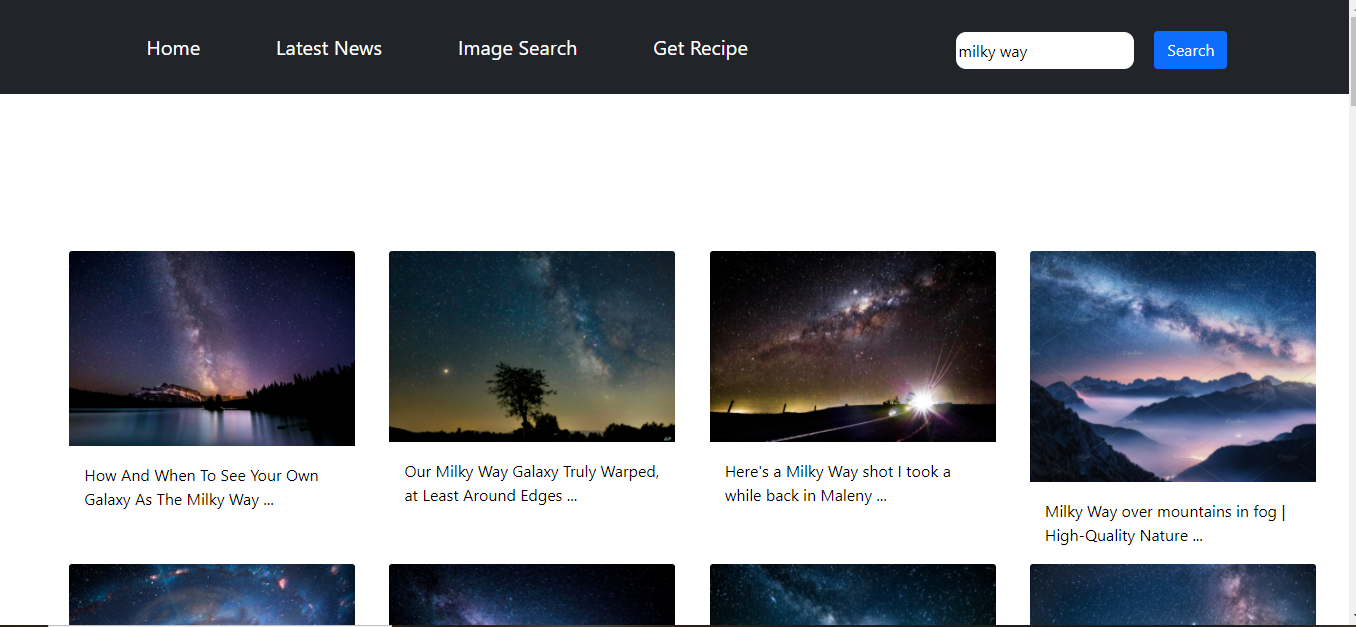 Home Latest News Image Search Get Recipe milky way Search
How And When To See Your Own
Galaxy As The Milky Way ...
Our Milky Way Galaxy Truly Warped,
at Least Around Edges ...
Here's a Milky Way shot I took a
while back in Maleny ...
Milky Way over mountains in fog |
High-Quality Nature ...